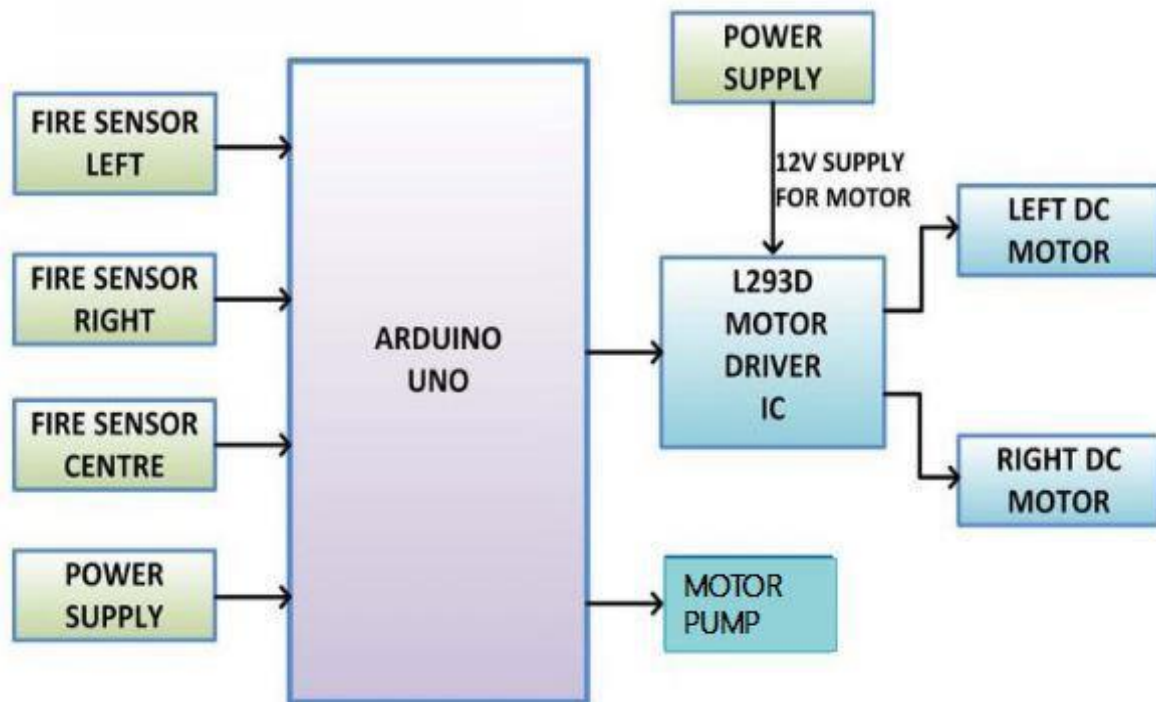 FIRE SENSOR
LEFT
FIRE SENSOR
RIGHT
FIRE SENSOR
CENTRE
POWER
SUPPLY
ARDUINO
UNO
POWER
SUPPLY
12V SUPPLY
FOR MOTOR
L293D
MOTOR
DRIVER
IC
MOTOR
PUMP
LEFT DC
MOTOR
RIGHT DC
MOTOR